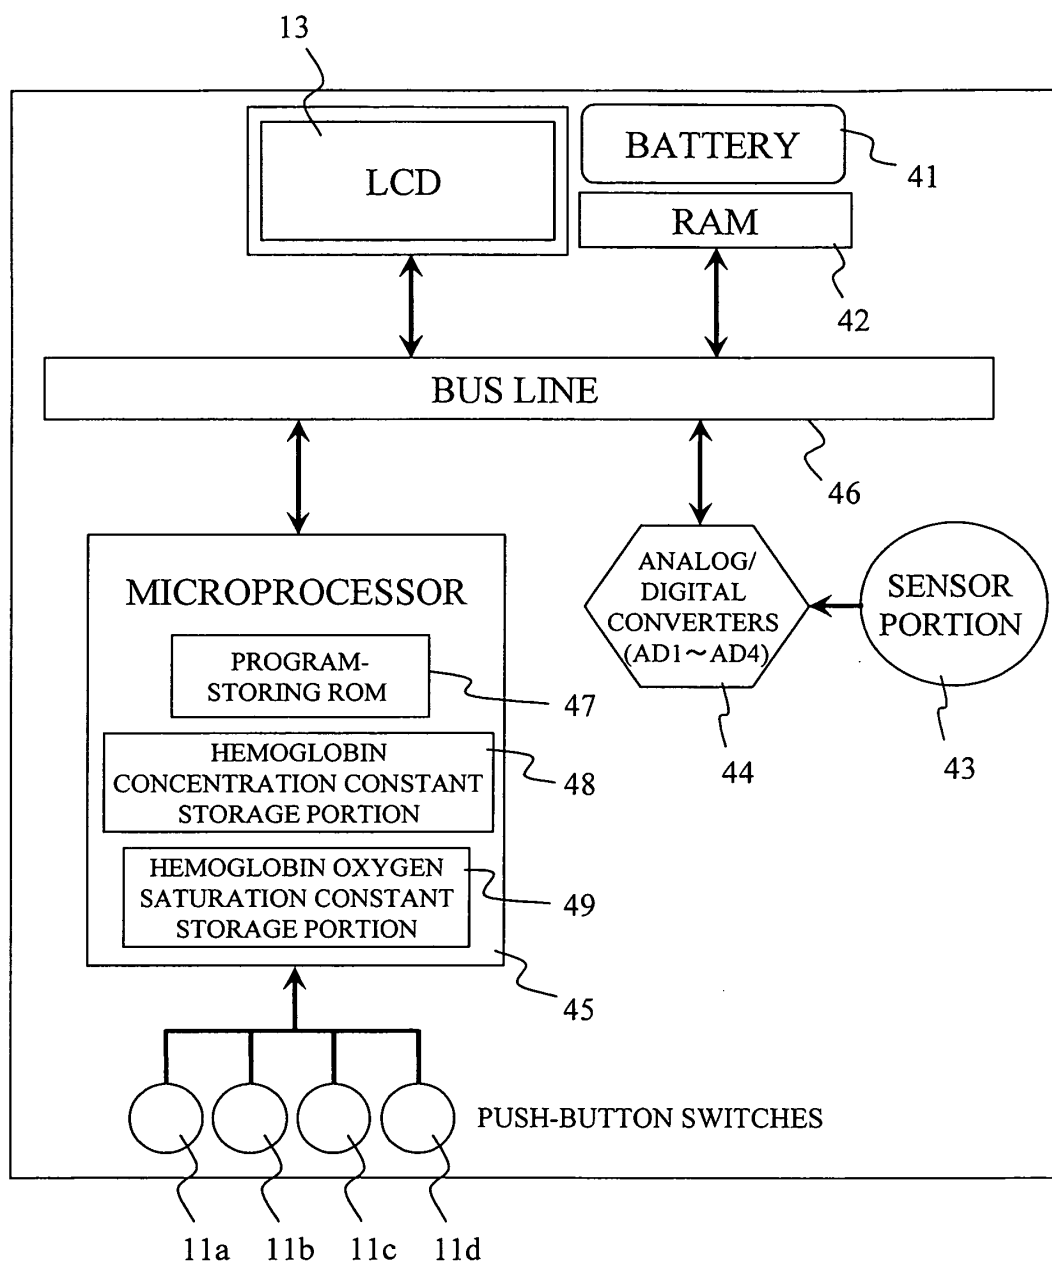 13
LCD
BATTERY
41
RAM
42
BUS LINE
46
MICROPROCESSOR
ANALOG/
DIGITAL
CONVERTERS
(AD1～AD4)
44
SENSOR
PORTION
43
PROGRAM-
STORING ROM
47
HEMOGLOBIN
CONCENTRATION CONSTANT
STORAGE PORTION
48
HEMOGLOBIN OXYGEN
SATURATION CONSTANT
STORAGE PORTION
49
45
PUSH-BUTTON SWITCHES
11a
11b
11c
11d